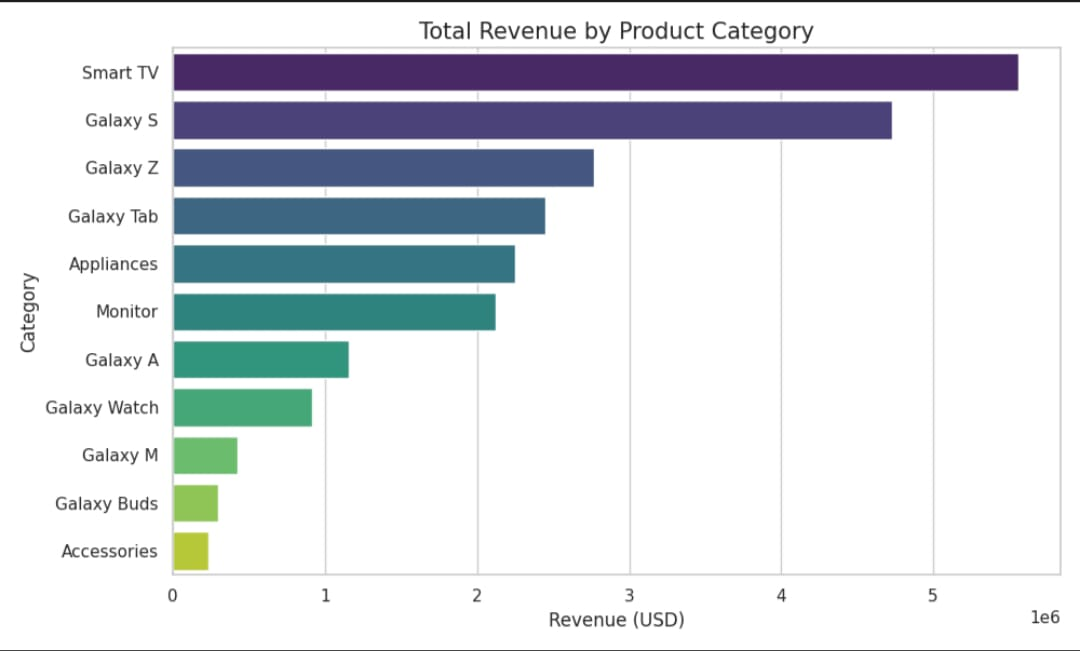 Total Revenue by Product Category
Smart TV
Galaxy S
Galaxy Z
Galaxy Tab
Appliances
Monitor
Galaxy A
Galaxy Watch
Galaxy M
Galaxy Buds
Accessories
Category
0 1 2 3 4 5
1e6
Revenue (USD)